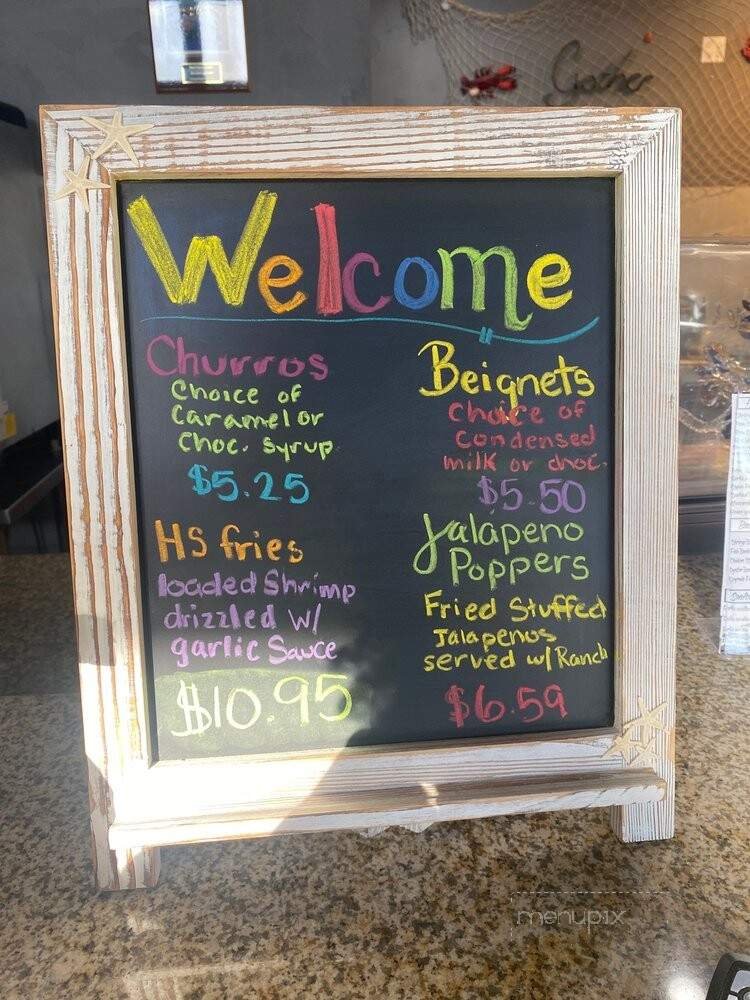 Gather
Welcome
Churros
Choice of
Caramel or
Choc. Syrup
$5.25
HS fries
loaded Shrimp
drizzled w/
garlic Sauce
$10.95
Beignets
Choice of
Condensed
milk or choc.
$5.50
Jalapeno
Poppers
Fried Stuffed
Jalapenos
served w/ Ranch
$6.59
menupix